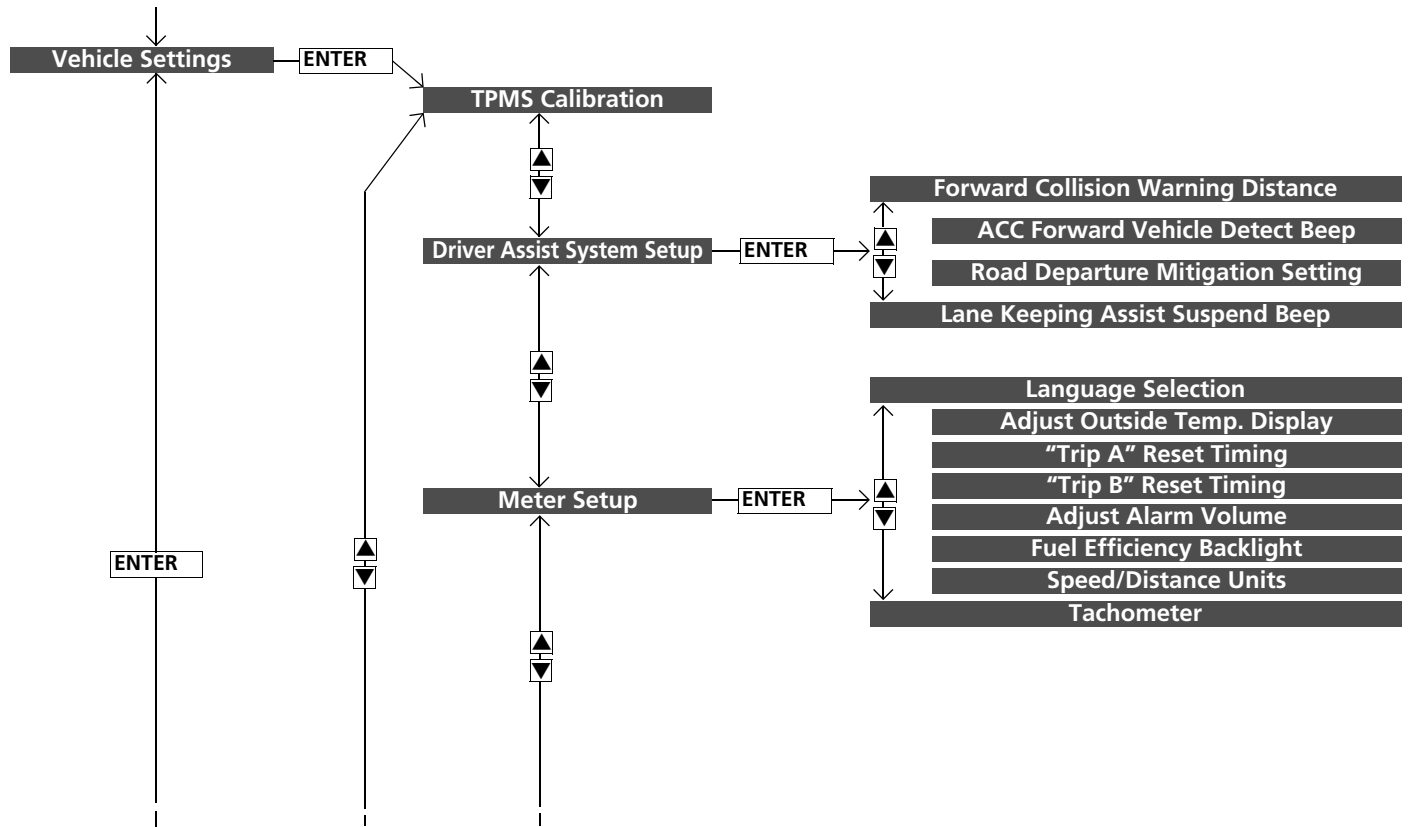 Vehicle Settings
ENTER
TPMS Calibration
▲
▼
Driver Assist System Setup
ENTER
Forward Collision Warning Distance
▲
▼
ACC Forward Vehicle Detect Beep
Road Departure Mitigation Setting
Lane Keeping Assist Suspend Beep
▲
▼
Meter Setup
ENTER
Language Selection
Adjust Outside Temp. Display
“Trip A” Reset Timing
“Trip B” Reset Timing
▲
▼
Adjust Alarm Volume
Fuel Efficiency Backlight
Speed/Distance Units
Tachometer
ENTER
▲
▼
▲
▼